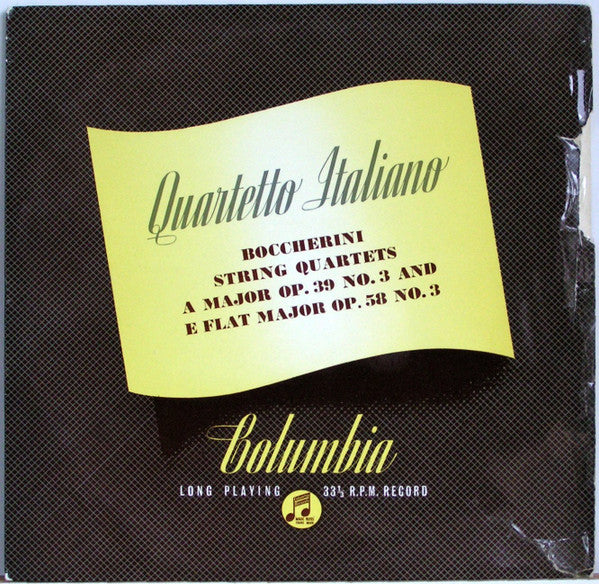 Quartetto Italiano
BOCCHERINI
STRING QUARTETS
A MAJOR OP. 39 NO. 3 AND
E FLAT MAJOR OP. 58 NO. 3
Columbia
LONG PLAYING 33⅓ R.P.M. RECORD